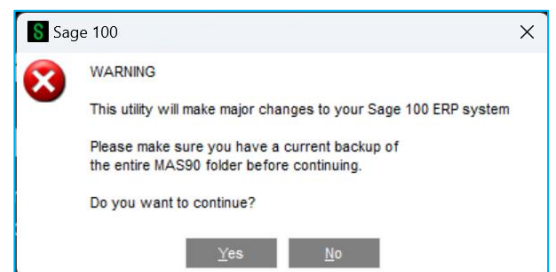 Sage 100
WARNING
This utility will make major changes to your Sage 100 ERP system
Please make sure you have a current backup of
the entire MAS90 folder before continuing.
Do you want to continue?
Yes No